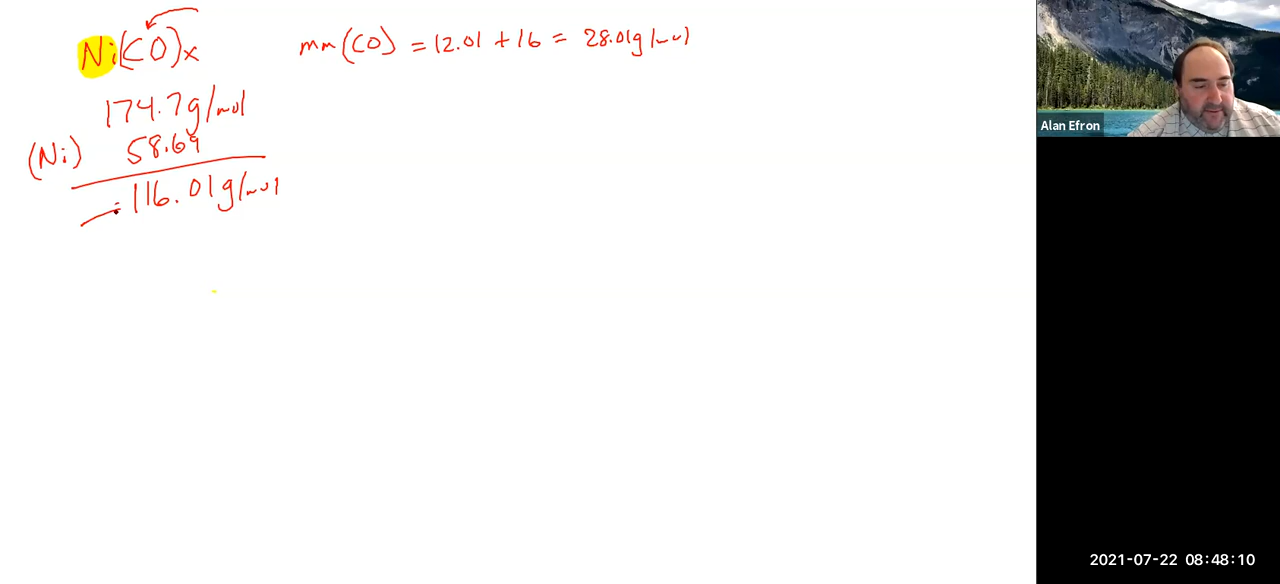 Ni(CO)x
mm (CO) = 12.01 + 16 = 28.01g/mol
174.7g/mol
(Ni) 58.69
=116.01g/mol
Alan Efron
2021-07-22 08:48:10